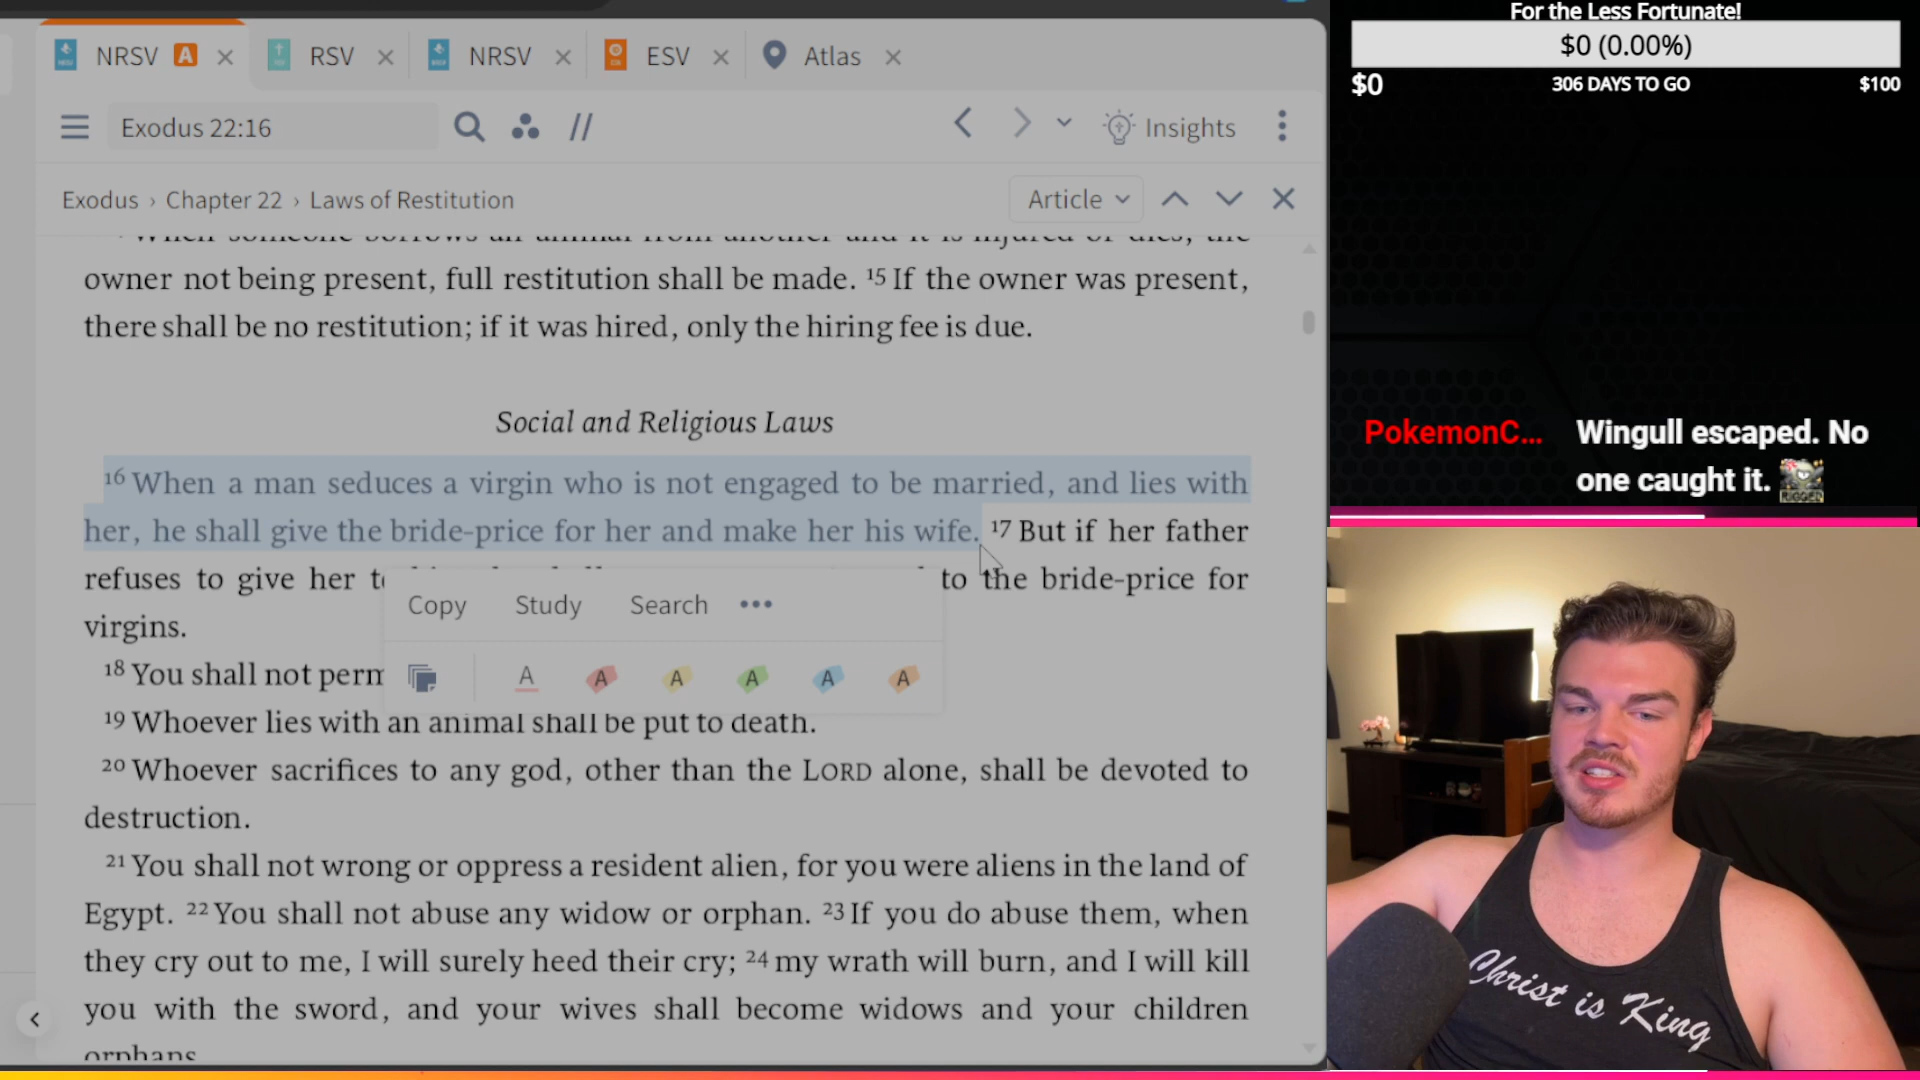 NRSV A
RSV
NRSV
ESV
Atlas
Exodus 22:16
Insights
Exodus › Chapter 22 › Laws of Restitution
Article
owner not being present, full restitution shall be made. 15 If the owner was present,
there shall be no restitution; if it was hired, only the hiring fee is due.
Social and Religious Laws
16 When a man seduces a virgin who is not engaged to be married, and lies with
her, he shall give the bride-price for her and make her his wife. 17 But if her father
refuses to give her to the bride-price for
virgins.
18 You shall not perm
19 Whoever lies with an animal shall be put to death.
20 Whoever sacrifices to any god, other than the LORD alone, shall be devoted to
destruction.
21 You shall not wrong or oppress a resident alien, for you were aliens in the land of
Egypt. 22 You shall not abuse any widow or orphan. 23 If you do abuse them, when
they cry out to me, I will surely heed their cry; 24 my wrath will burn, and I will kill
you with the sword, and your wives shall become widows and your children
orphans
Copy Study Search
A A A A A A
For the Less Fortunate!
$0 (0.00%)
$0 306 DAYS TO GO $100
PokemonC... Wingull escaped. No
one caught it.
Christ is King